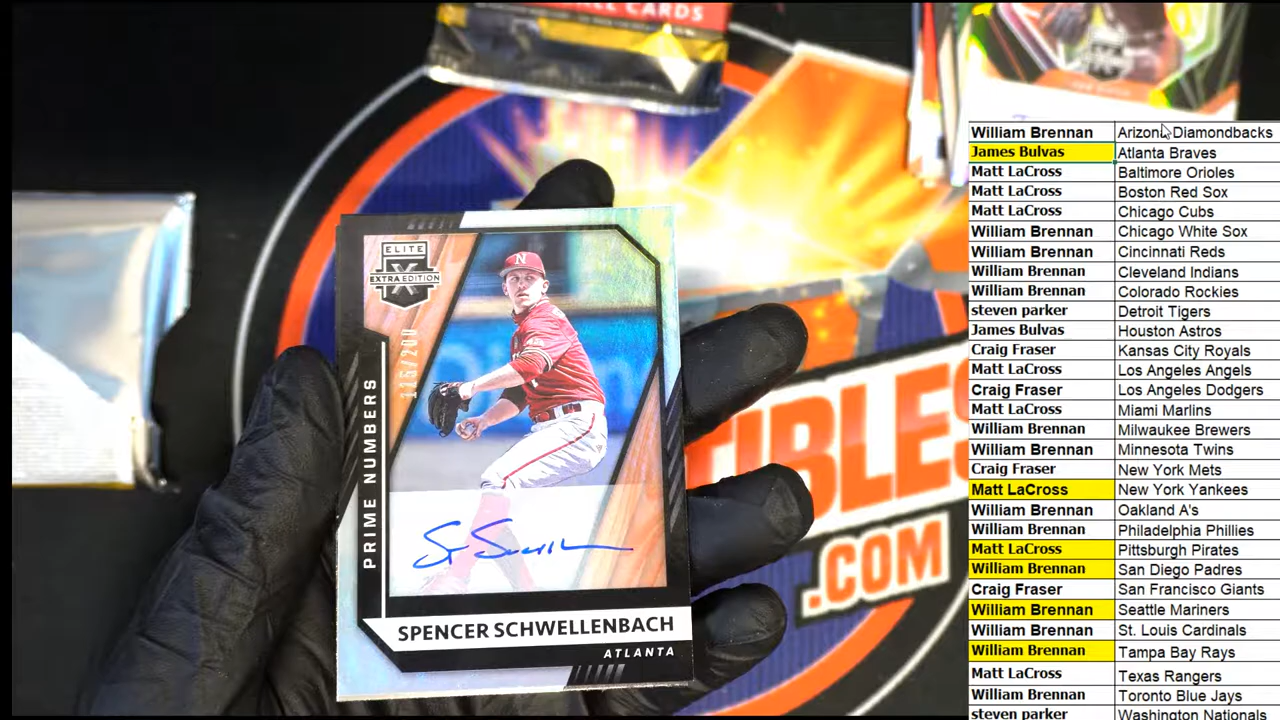 ALL CARDS
ELITE
X
EXTRA EDITION
115/200
PRIME NUMBERS
N
SPENCER SCHWELLENBACH
ATLANTA
TIBLES
.COM
William Brennan Arizona Diamondbacks
James Bulvas Atlanta Braves
Matt LaCross Baltimore Orioles
Matt LaCross Boston Red Sox
Matt LaCross Chicago Cubs
William Brennan Chicago White Sox
William Brennan Cincinnati Reds
William Brennan Cleveland Indians
William Brennan Colorado Rockies
steven parker Detroit Tigers
James Bulvas Houston Astros
Craig Fraser Kansas City Royals
Matt LaCross Los Angeles Angels
Craig Fraser Los Angeles Dodgers
Matt LaCross Miami Marlins
William Brennan Milwaukee Brewers
William Brennan Minnesota Twins
Craig Fraser New York Mets
Matt LaCross New York Yankees
William Brennan Oakland A's
William Brennan Philadelphia Phillies
Matt LaCross Pittsburgh Pirates
William Brennan San Diego Padres
Craig Fraser San Francisco Giants
William Brennan Seattle Mariners
William Brennan St. Louis Cardinals
William Brennan Tampa Bay Rays
Matt LaCross Texas Rangers
William Brennan Toronto Blue Jays
steven parker Washington Nationals